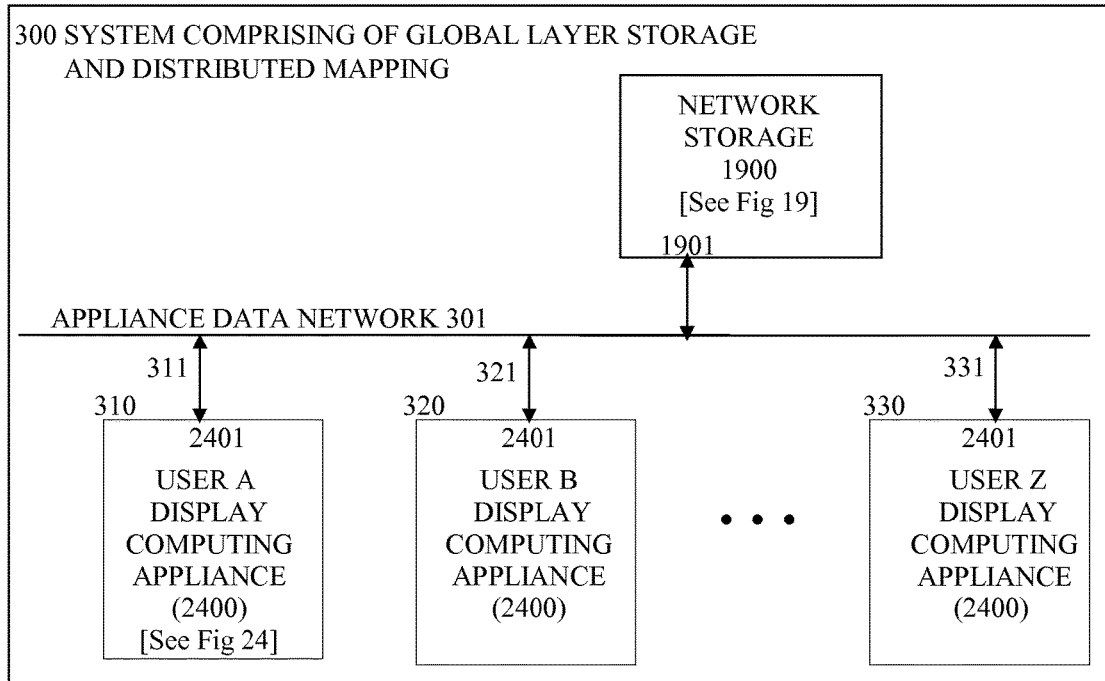 300 SYSTEM COMPRISING OF GLOBAL LAYER STORAGE
AND DISTRIBUTED MAPPING
NETWORK
STORAGE
1900
[See Fig 19]
1901
APPLIANCE DATA NETWORK 301
311
321
331
310
320
330
2401
USER A
DISPLAY
COMPUTING
APPLIANCE
(2400)
[See Fig 24]
2401
USER B
DISPLAY
COMPUTING
APPLIANCE
(2400)
• • •
2401
USER Z
DISPLAY
COMPUTING
APPLIANCE
(2400)